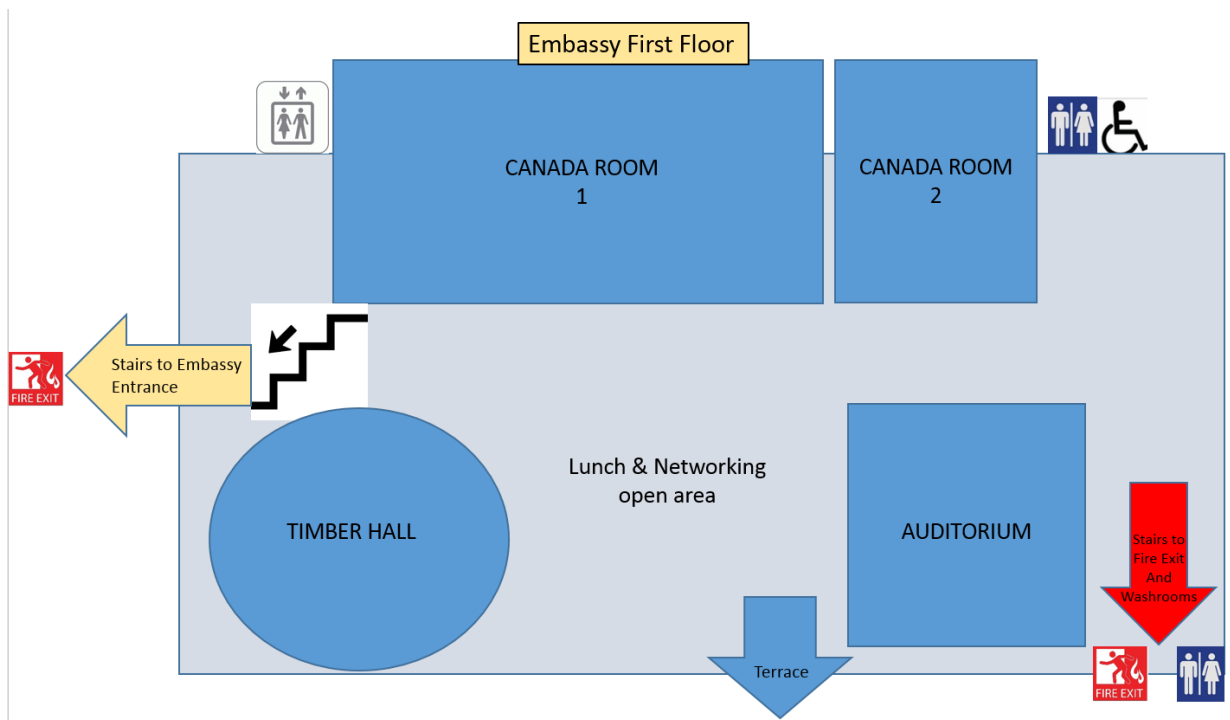 Embassy First Floor
CANADA ROOM
1
CANADA ROOM
2
Stairs to Embassy
Entrance
FIRE EXIT
Lunch & Networking
open area
TIMBER HALL
AUDITORIUM
Stairs to
Fire Exit
And
Washrooms
Terrace
FIRE EXIT